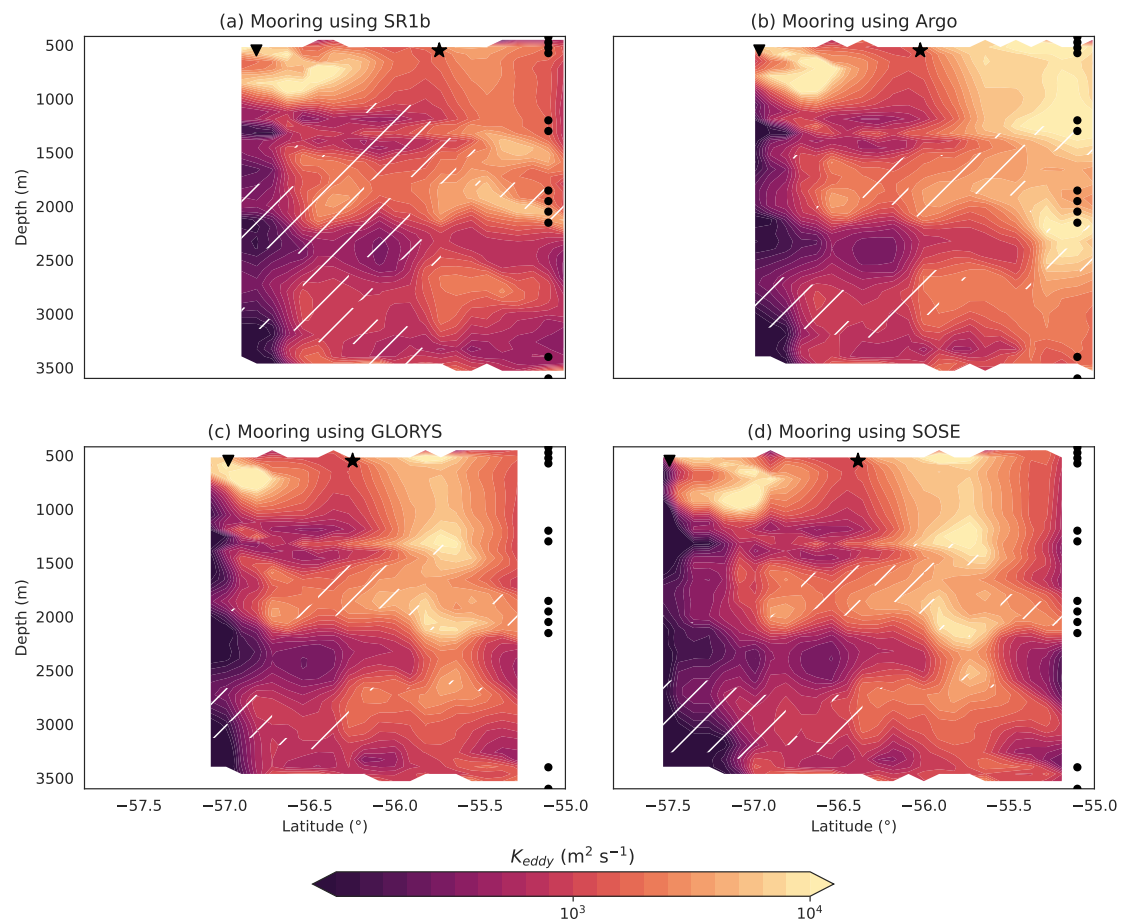 (a) Mooring using SR1b
(b) Mooring using Argo
500
1000
1500
2000
2500
3000
3500
Depth (m)
(c) Mooring using GLORYS
(d) Mooring using SOSE
500
1000
1500
2000
2500
3000
3500
Depth (m)
−57.5 −57.0 −56.5 −56.0 −55.5 −55.0
−57.5 −57.0 −56.5 −56.0 −55.5 −55.0
Latitude (°)
Latitude (°)
K_eddy (m² s⁻¹)
10³ 10⁴